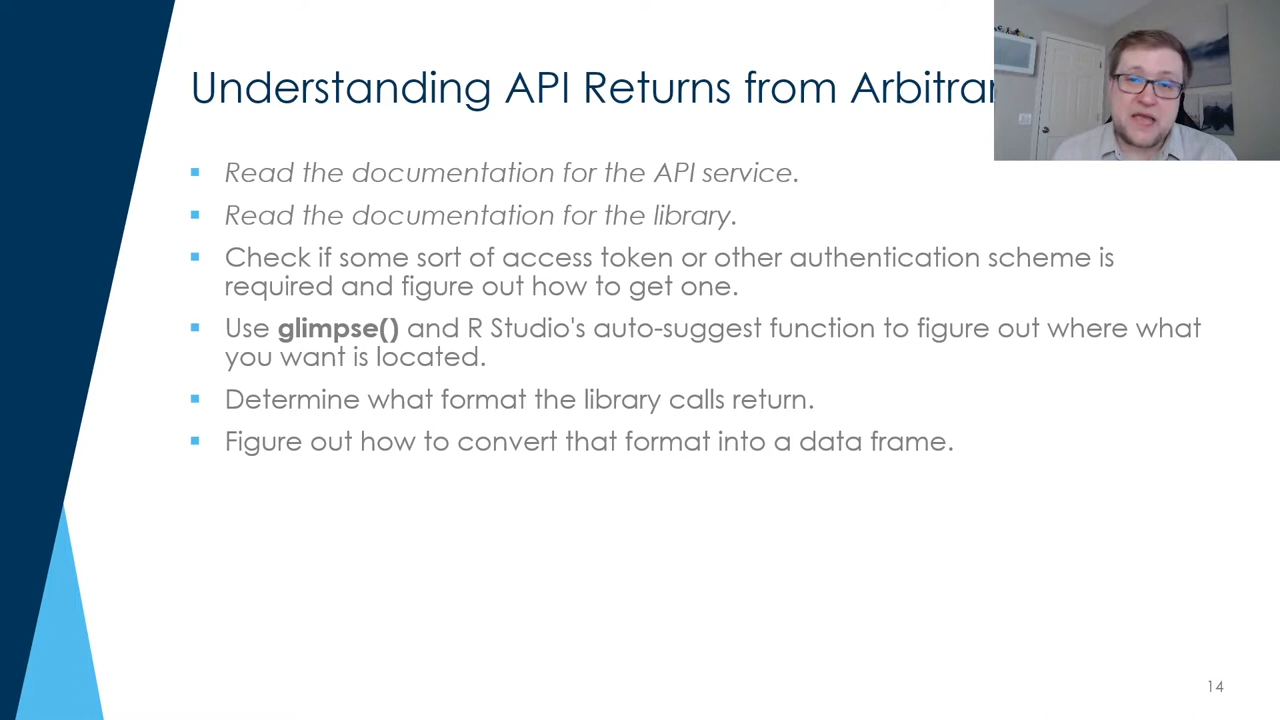 Understanding API Returns from
Read the documentation for the API service.
Read the documentation for the library.
Check if some sort of access token or other authentication scheme is
required and figure out how to get one.
Use glimpse() and R Studio's auto-suggest function to figure out where what
you want is located.
Determine what format the library calls return.
Figure out how to convert that format into a data frame.
14